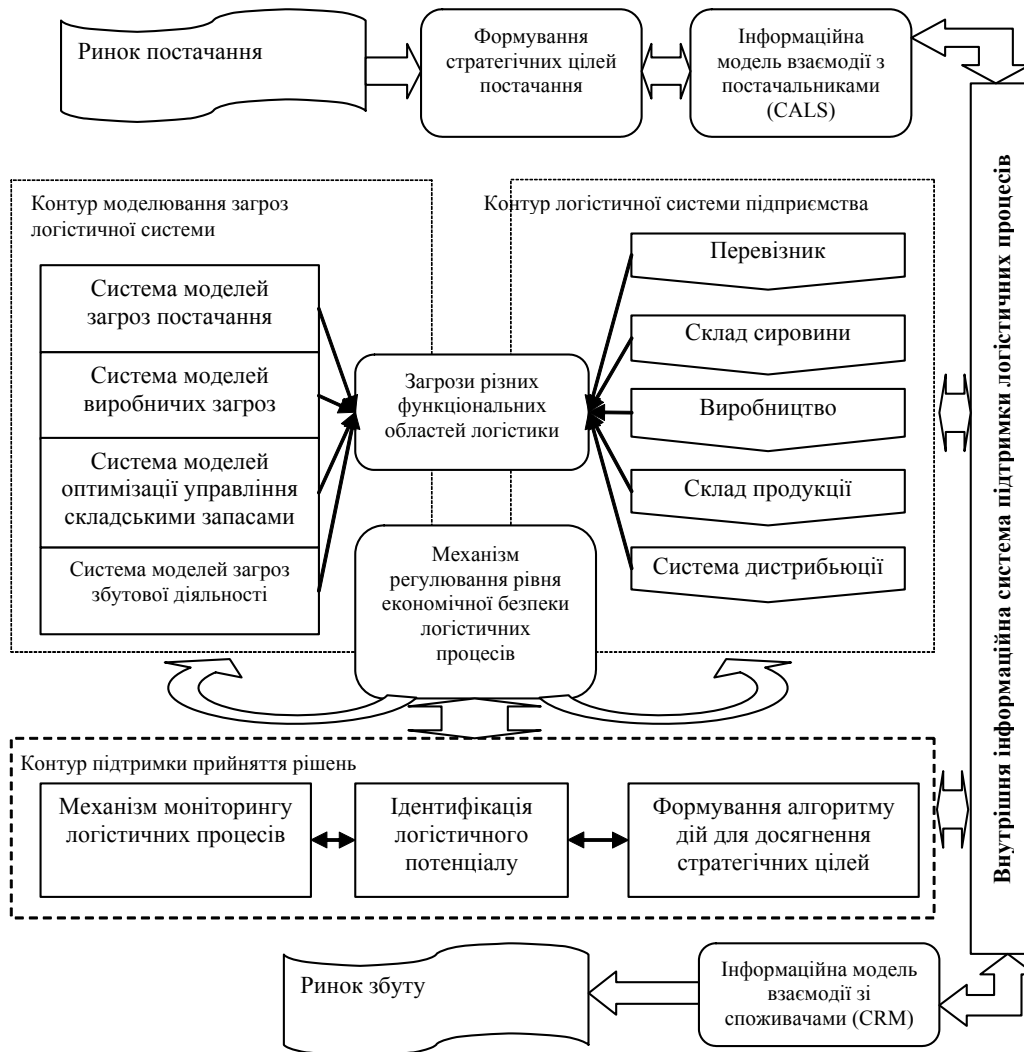 Ринок постачання
Формування
стратегічних цілей
постачання
Інформаційна
модель взаємодії з
постачальниками
(CALS)
Контур моделювання загроз
логістичної системи
Система моделей
загроз постачання
Система моделей
виробничих загроз
Система моделей
оптимізації управління
складськими запасами
Система моделей загроз
збутової діяльності
Загрози різних
функціональних
областей логістики
Контур логістичної системи підприємства
Перевізник
Склад сировини
Виробництво
Склад продукції
Система дистрибьюції
Механізм
регулювання рівня
економічної безпеки
логістичних
процесів
Внутрішня інформаційна система підтримки логістичних процесів
Контур підтримки прийняття рішень
Механізм моніторингу
логістичних процесів
Ідентифікація
логістичного
потенціалу
Формування алгоритму
дій для досягнення
стратегічних цілей
Ринок збуту
Інформаційна модель
взаємодії зі
споживачами (CRM)